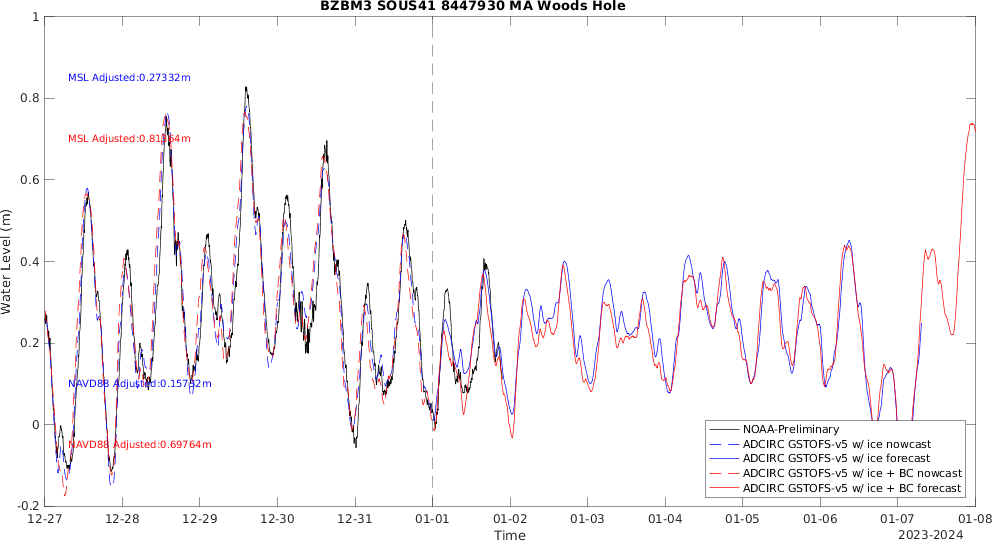 BZBM3 SOUS41 8447930 MA Woods Hole
1
0.8
0.6
0.4
0.2
0
-0.2
Water Level (m)
MSL Adjusted:0.27332m
MSL Adjusted:
NAVD88 Adjusted:0.15792m
NAVD88 Adjusted:0.69764m
NOAA-Preliminary
ADCIRC GSTOFS-v5 w/ ice nowcast
ADCIRC GSTOFS-v5 w/ ice forecast
ADCIRC GSTOFS-v5 w/ ice + BC nowcast
ADCIRC GSTOFS-v5 w/ ice + BC forecast
12-27 12-28 12-29 12-30 12-31 01-01 01-02 01-03 01-04 01-05 01-06 01-07 01-08
Time
2023-2024